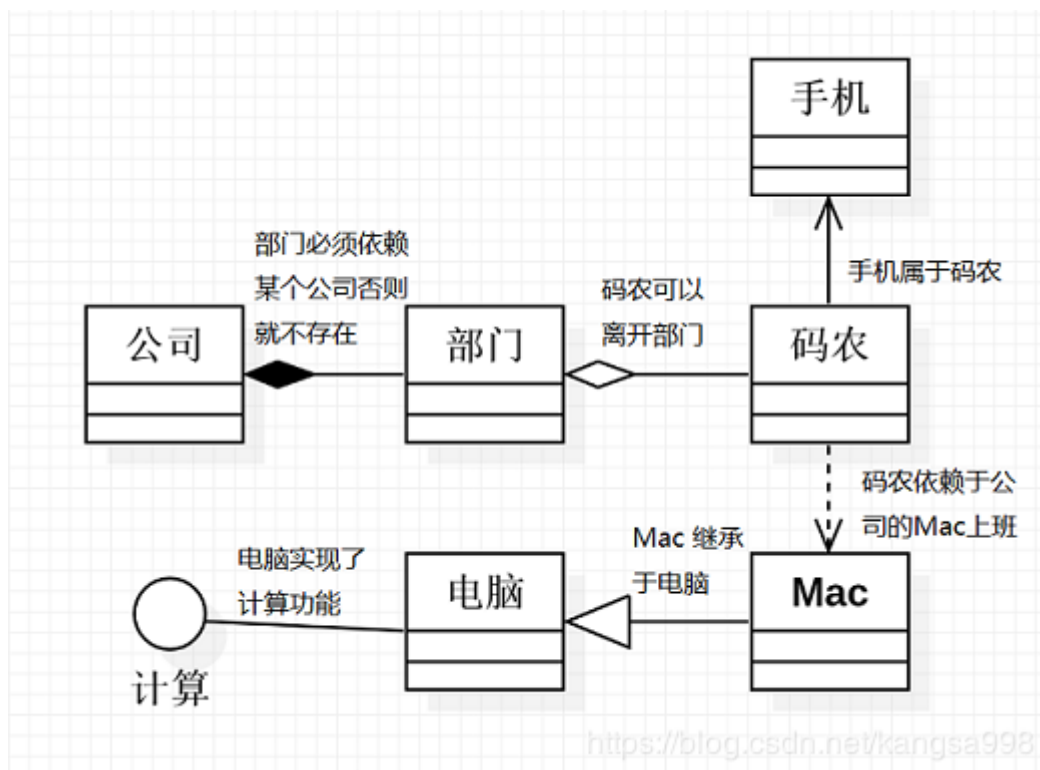 手机
手机属于码农
部门必须依赖
某个公司否则
就不存在
码农可以
离开部门
公司
部门
码农
码农依赖于公
司的Mac上班
Mac 继承
于电脑
电脑实现了
计算功能
电脑
Mac
计算
https://blog.csdn.net/kangsa998